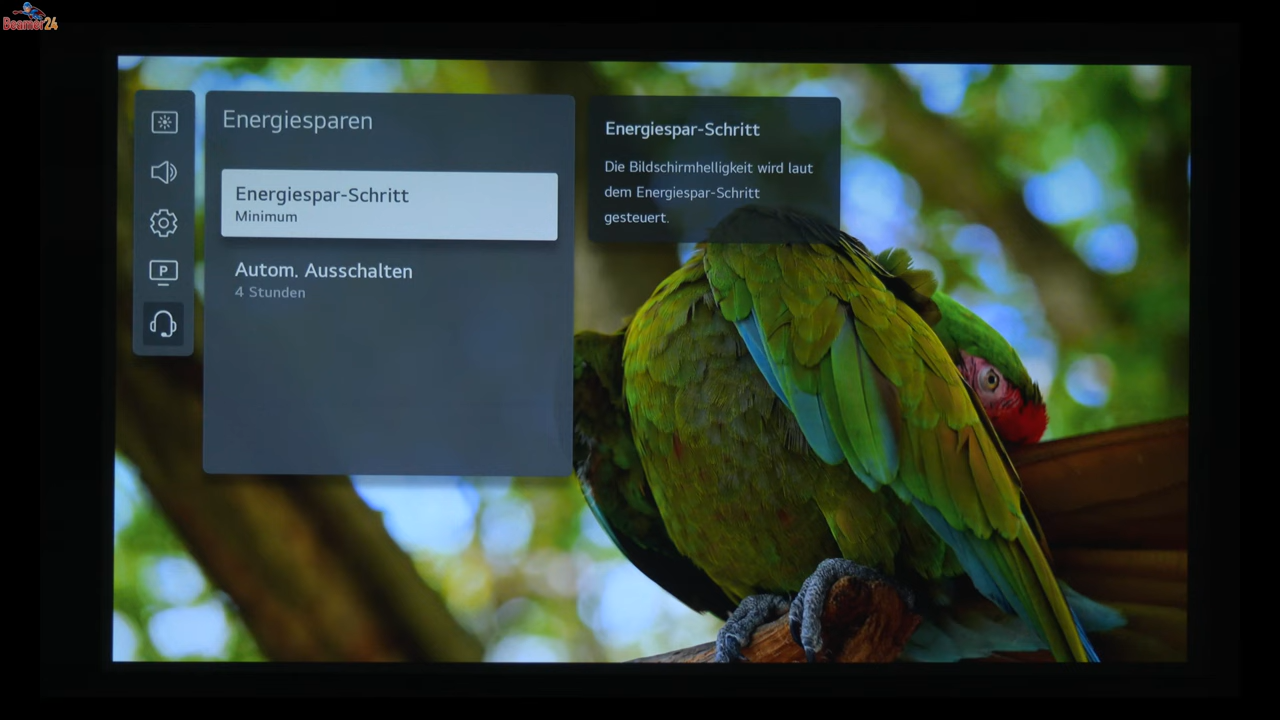 Beamer24
Energiesparen
Energiespar-Schritt
Minimum
Autom. Ausschalten
4 Stunden
Energiespar-Schritt
Die Bildschirmhelligkeit wird laut
dem Energiespar-Schritt
gesteuert.
P